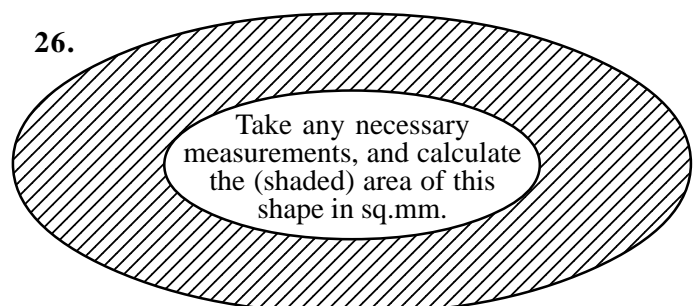 26.
Take any necessary
measurements, and calculate
the (shaded) area of this
shape in sq.mm.